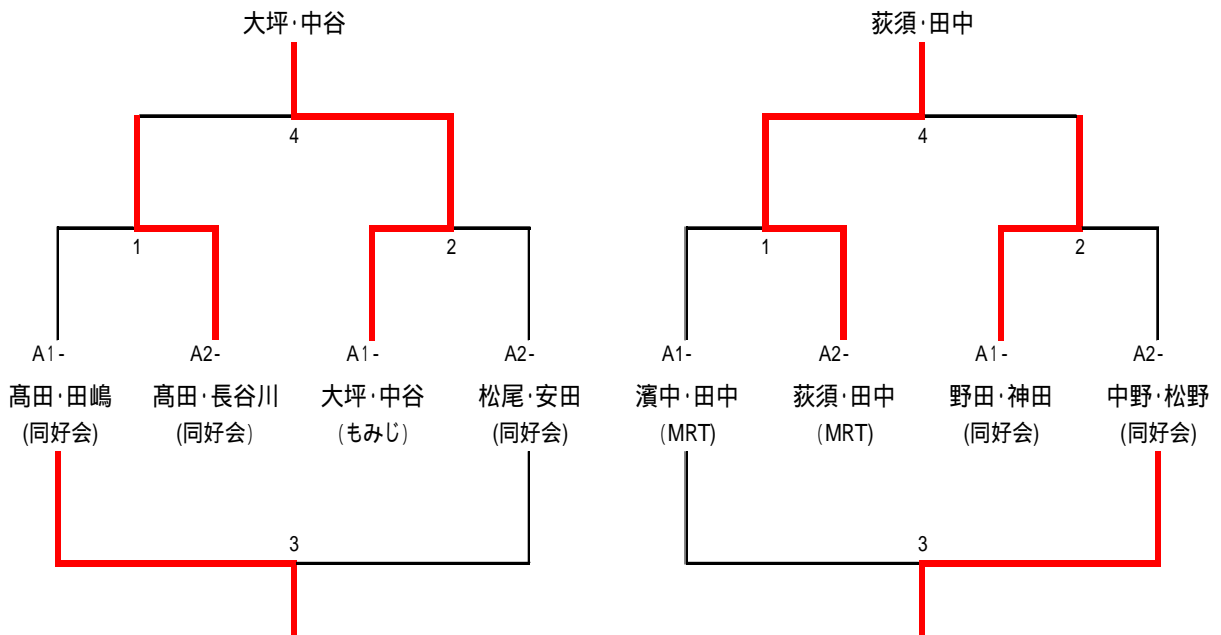 大坪・中谷 荻須・田中
4 4
1 2 1 2
A1- A2- A1- A2- A1- A2- A1- A2-
髙田・田嶋 髙田・長谷川 大坪・中谷 松尾・安田 濱中・田中 荻須・田中 野田・神田 中野・松野
(同好会) (同好会) (もみじ) (同好会) (MRT) (MRT) (同好会) (同好会)
3 3